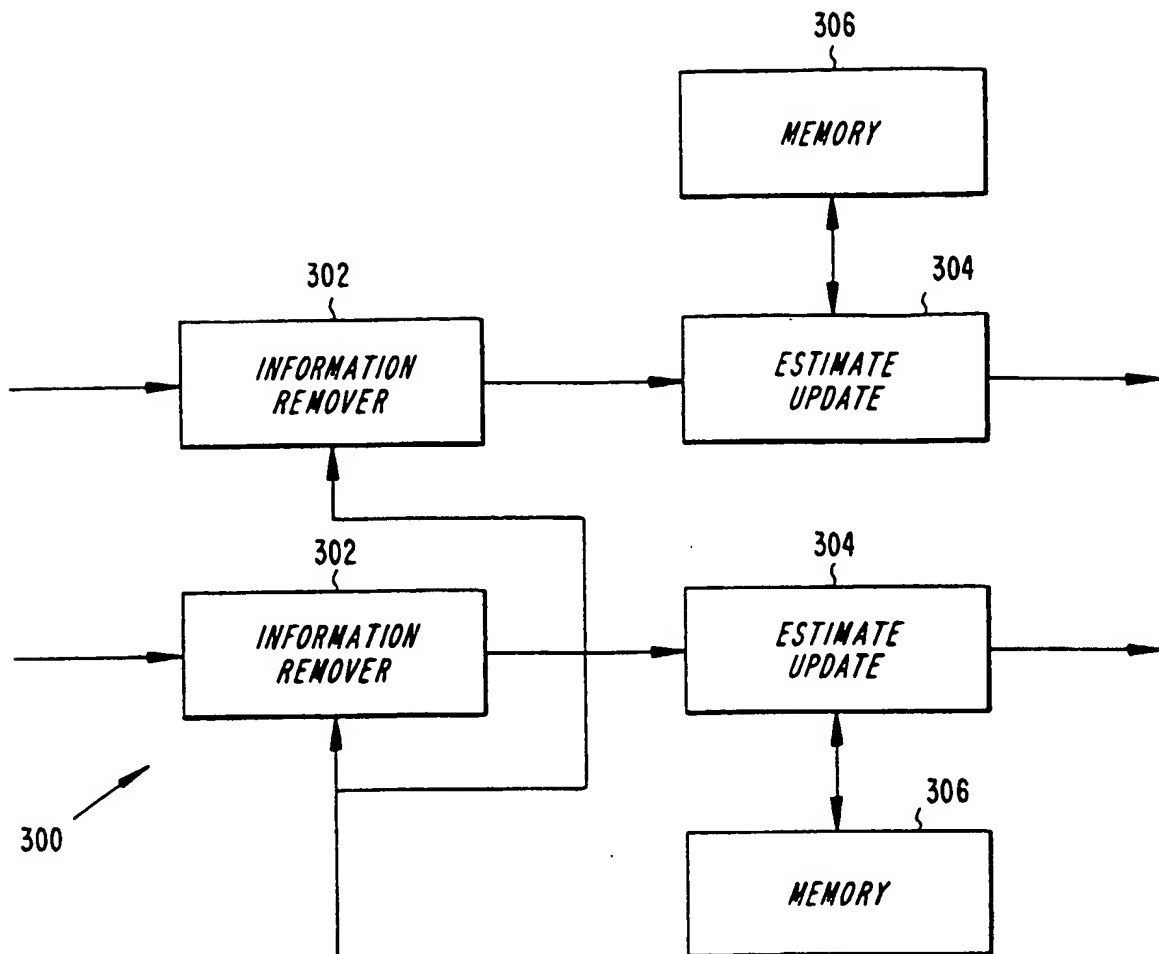 306
MEMORY
302
304
INFORMATION
REMOVER
ESTIMATE
UPDATE
302
304
INFORMATION
REMOVER
ESTIMATE
UPDATE
300
306
MEMORY